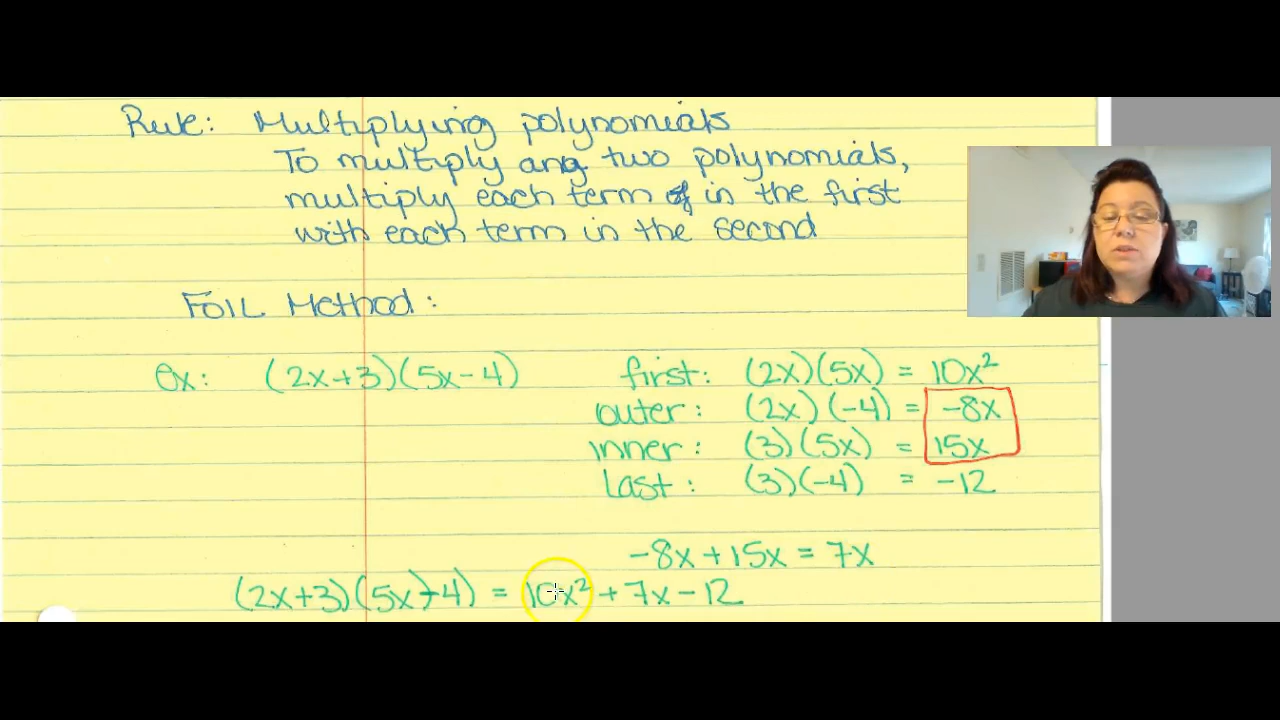 Rule: Multiplying polynomials
To multiply any two polynomials,
multiply each term in the first
with each term in the second
FOIL Method:
ex: (2x+3)(5x-4)
first: (2x)(5x) = 10x²
outer: (2x)(-4) = -8x
inner: (3)(5x) = 15x
last: (3)(-4) = -12
-8x + 15x = 7x
(2x+3)(5x-4) = 10x² + 7x - 12